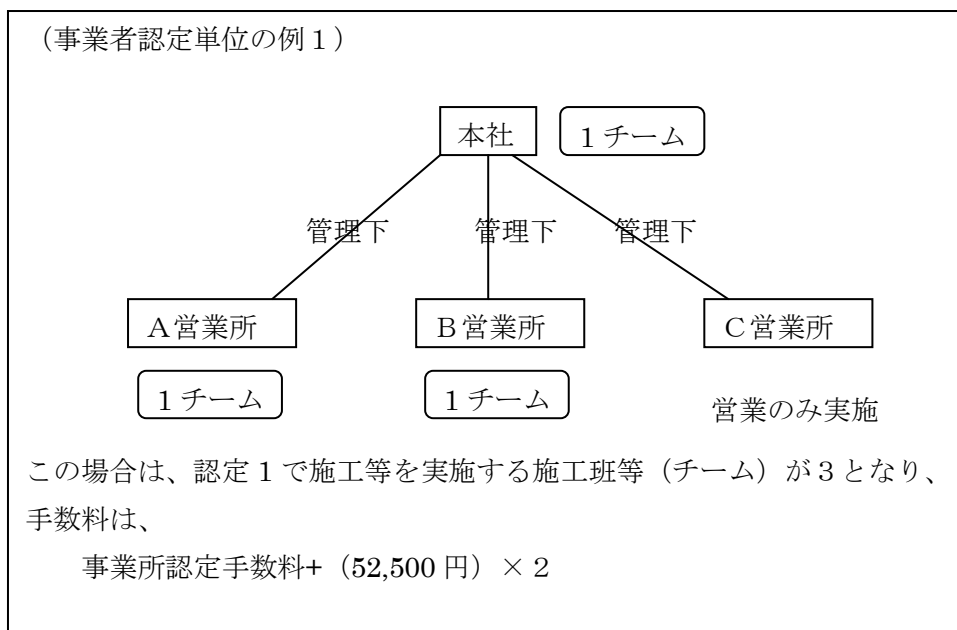 （事業者認定単位の例１）
本社 １チーム
管理下 管理下 管理下
Ａ営業所 Ｂ営業所 Ｃ営業所
１チーム １チーム 営業のみ実施
この場合は、認定１で施工等を実施する施工班等（チーム）が３となり、
手数料は、
事業所認定手数料+（52,500 円）×２